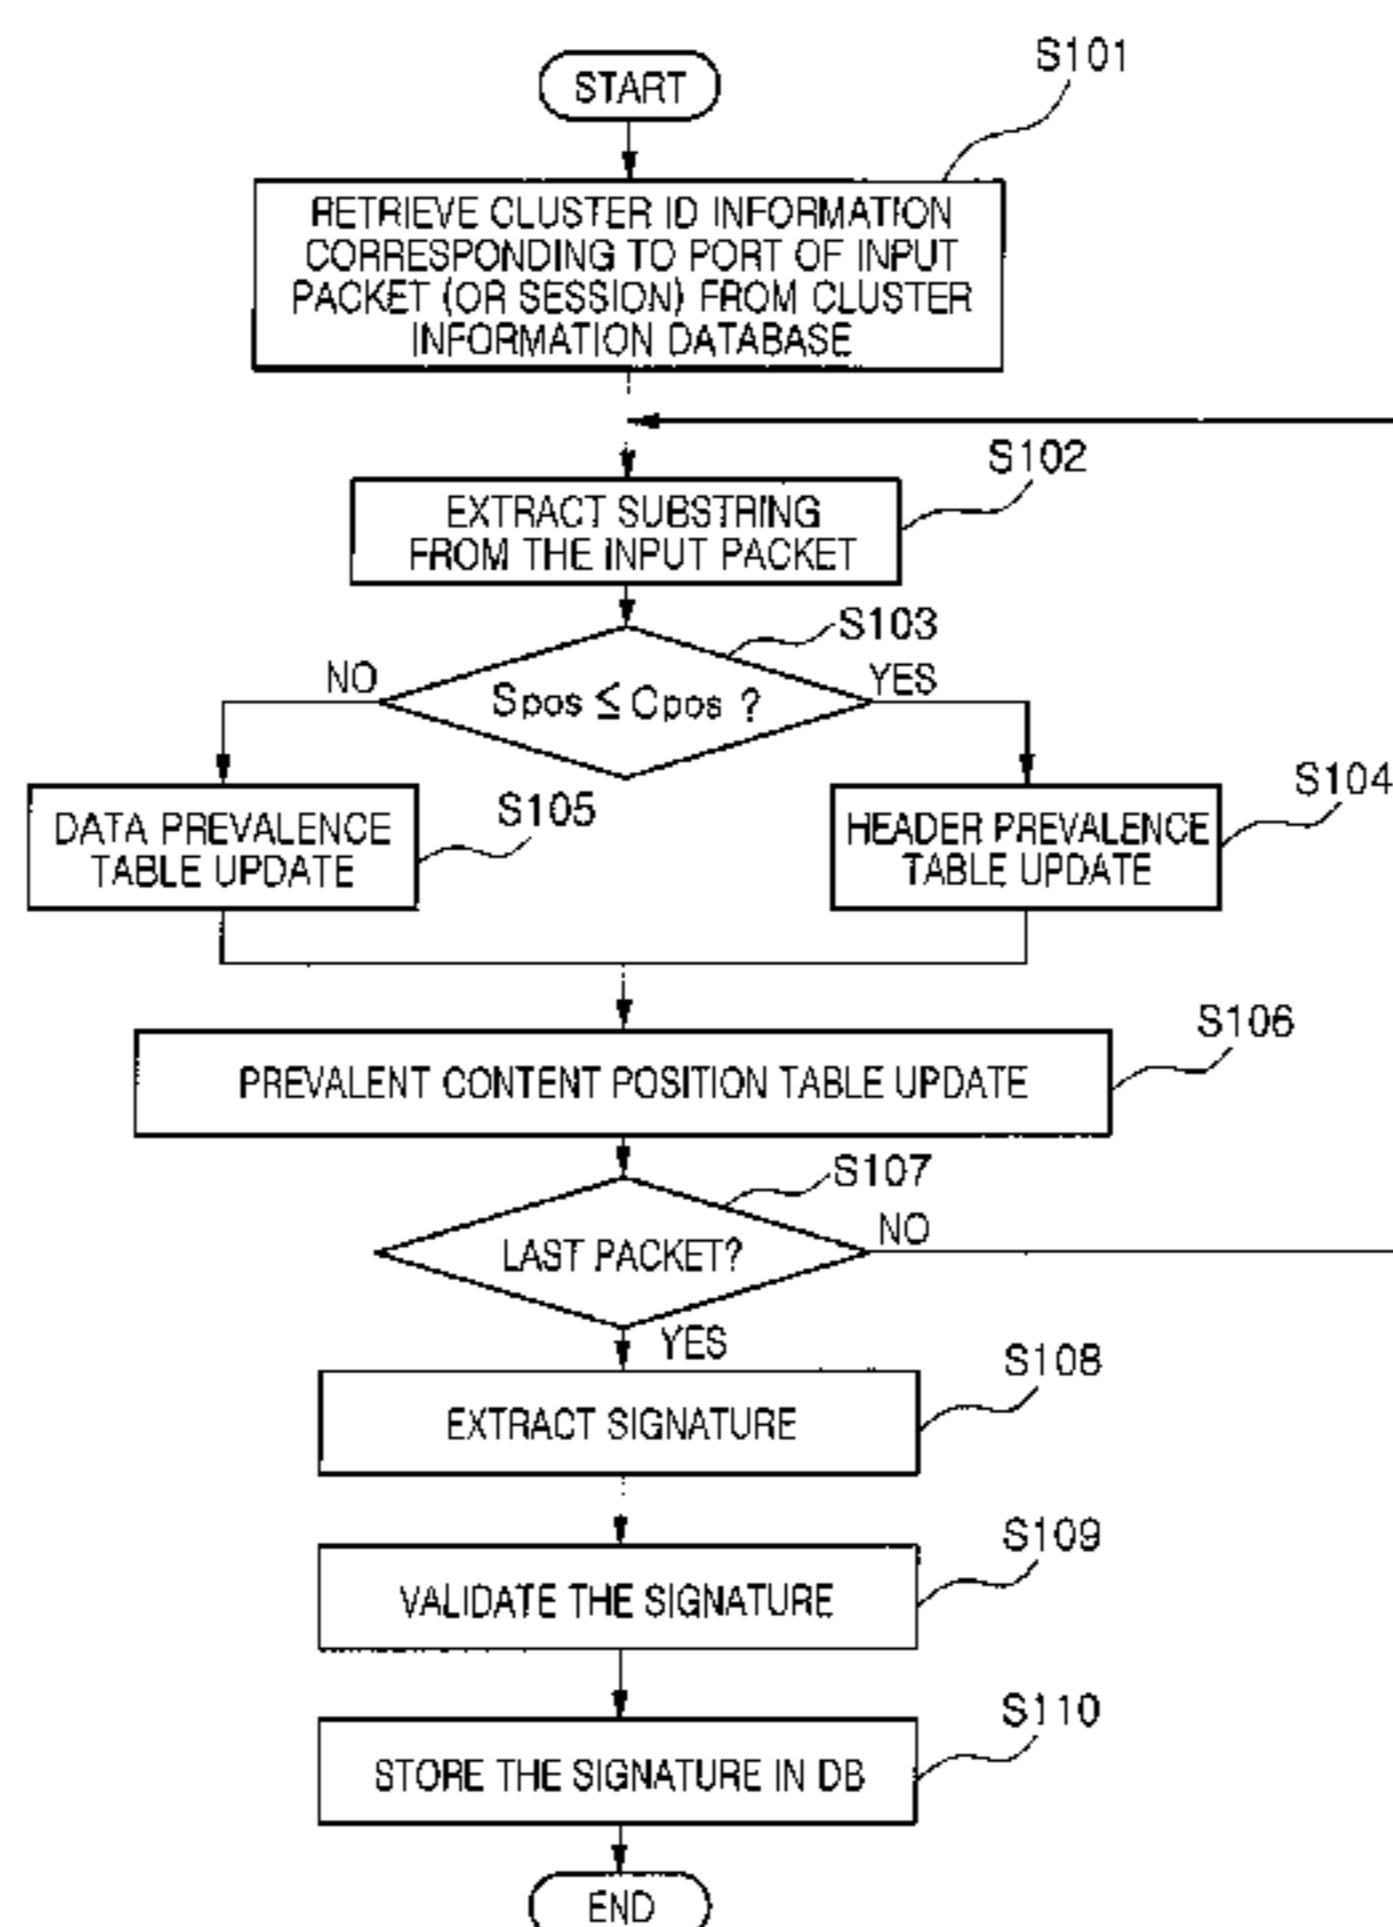 START
S101
RETRIEVE CLUSTER ID INFORMATION
CORRESPONDING TO PORT OF INPUT
PACKET (OR SESSION) FROM CLUSTER
INFORMATION DATABASE
S102
EXTRACT SUBSTRING
FROM THE INPUT PACKET
S103
NO
Spos ≤ Cpos ?
YES
S105
DATA PREVALENCE
TABLE UPDATE
S104
HEADER PREVALENCE
TABLE UPDATE
S106
PREVALENT CONTENT POSITION TABLE UPDATE
S107
LAST PACKET?
NO
YES
S108
EXTRACT SIGNATURE
S109
VALIDATE THE SIGNATURE
S110
STORE THE SIGNATURE IN DB
END